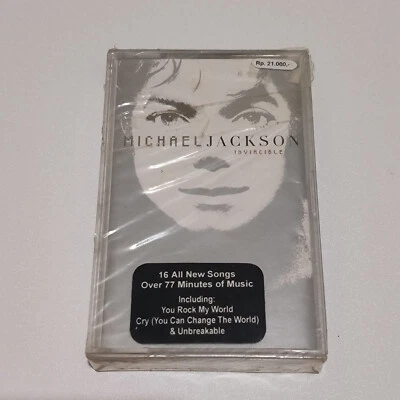 Rp. 21.000,-
MICHAELJACKSON
INVINCIBLE
16 All New Songs
Over 77 Minutes of Music
Including:
You Rock My World
Cry (You Can Change The World)
& Unbreakable